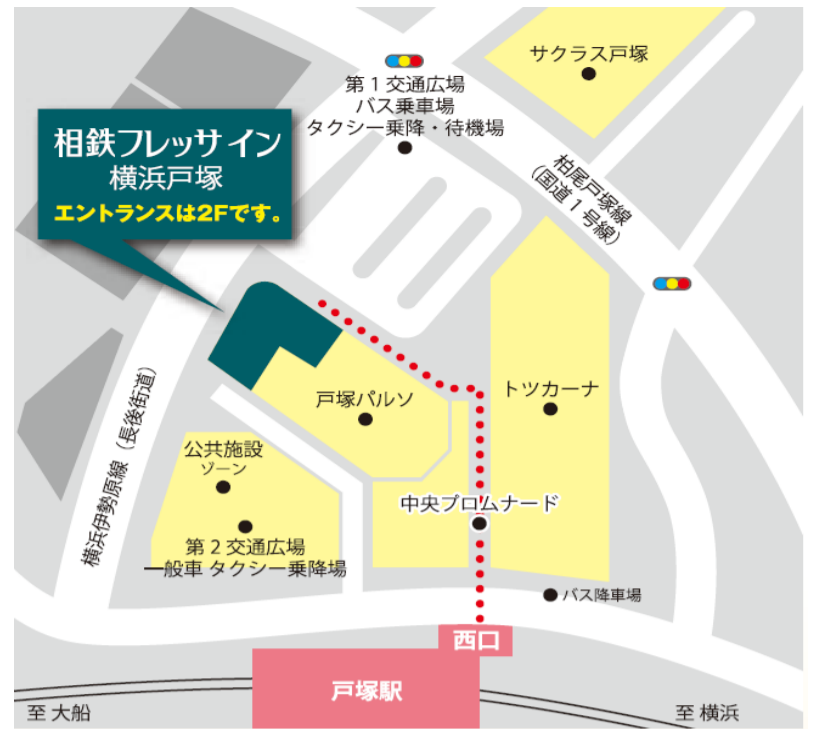 サクラス戸塚
第1交通広場
バス乗車場
タクシー乗降・待機場
相鉄フレッサイン
横浜戸塚
エントランスは2Fです。
柏尾戸塚線
(国道1号線)
戸塚パルソ
トツカーナ
横浜伊勢原線(長後街道)
公共施設
ゾーン
中央プロムナード
第2交通広場
一般車 タクシー乗降場
バス降車場
西口
戸塚駅
至 大船
至 横浜